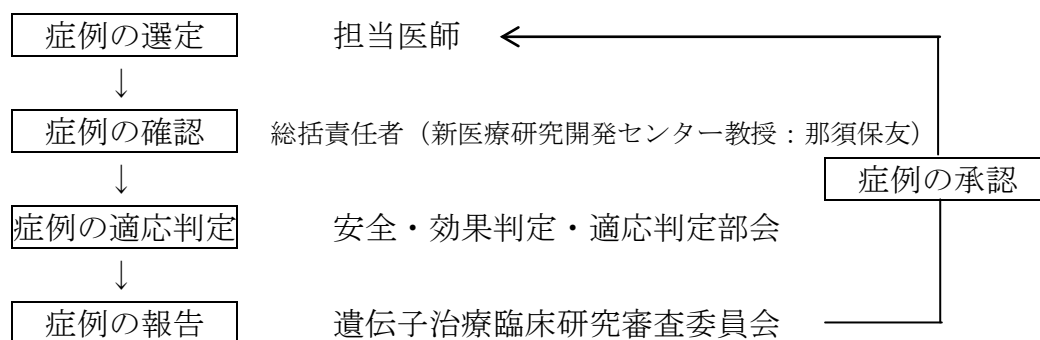 症例の選定 担当医師
↓
症例の確認 総括責任者（新医療研究開発センター教授：那須保友）
↓
症例の承認
症例の適応判定 安全・効果判定・適応判定部会
↓
症例の報告 遺伝子治療臨床研究審査委員会